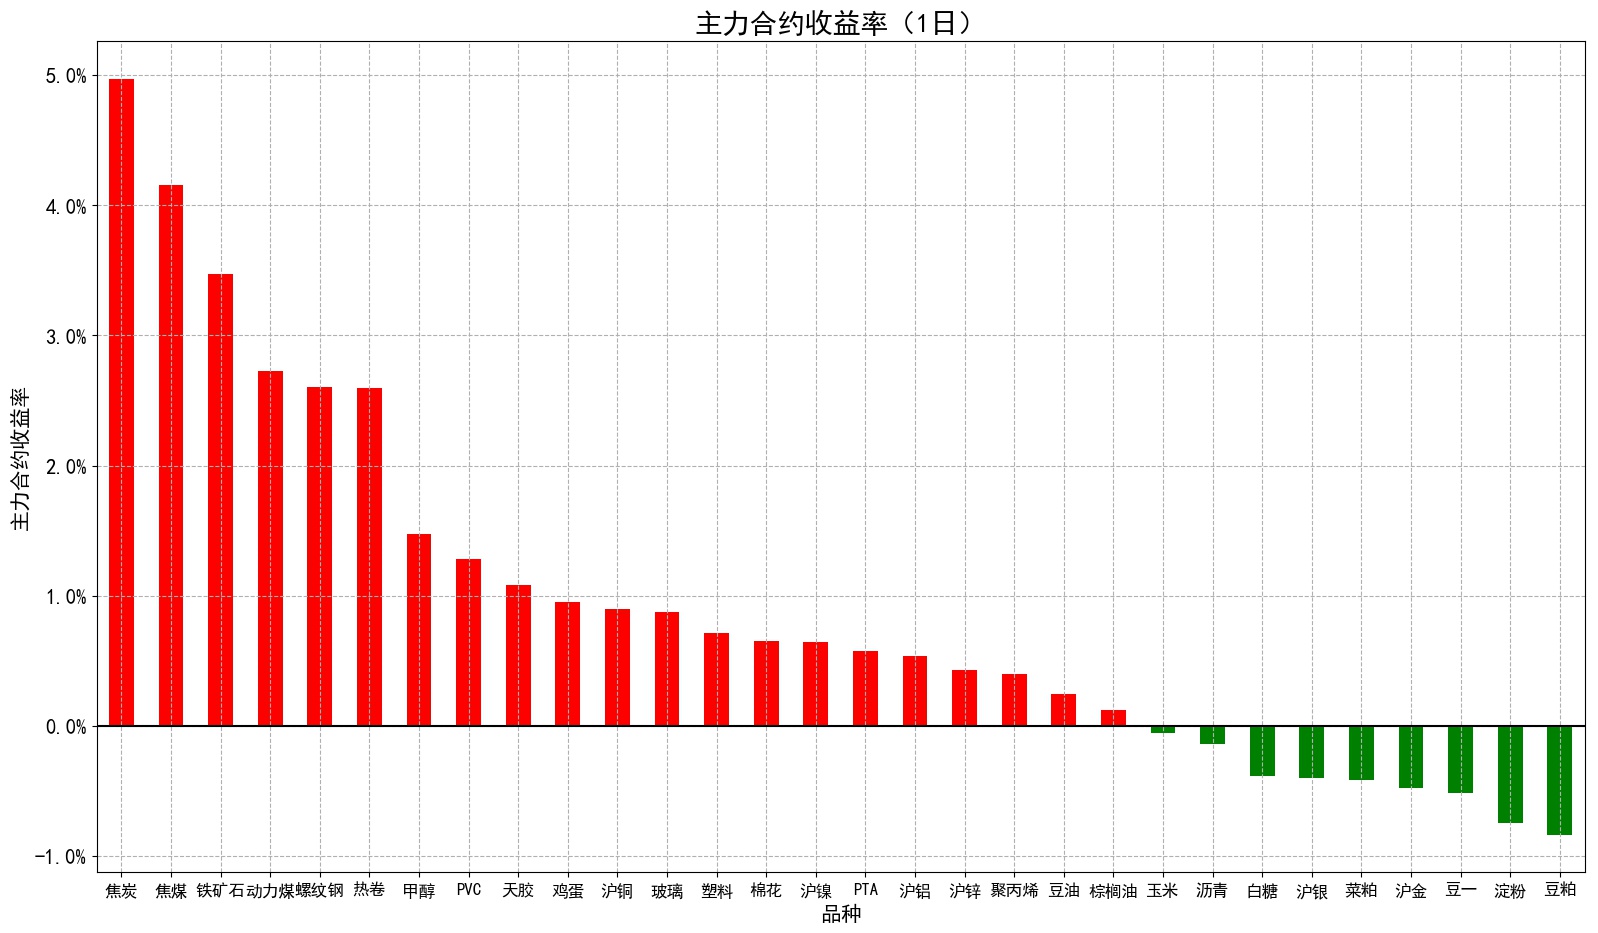 主力合约收益率（1日）
主力合约收益率
5.0%
4.0%
3.0%
2.0%
1.0%
0.0%
−1.0%
焦炭 焦煤 铁矿石 动力煤 螺纹钢 热卷 甲醇 PVC 天胶 鸡蛋 沪铜 玻璃 塑料 棉花 沪镍 PTA 沪铝 沪锌 聚丙烯 豆油 棕榈油 玉米 沥青 白糖 沪银 菜粕 沪金 豆一 淀粉 豆粕
品种